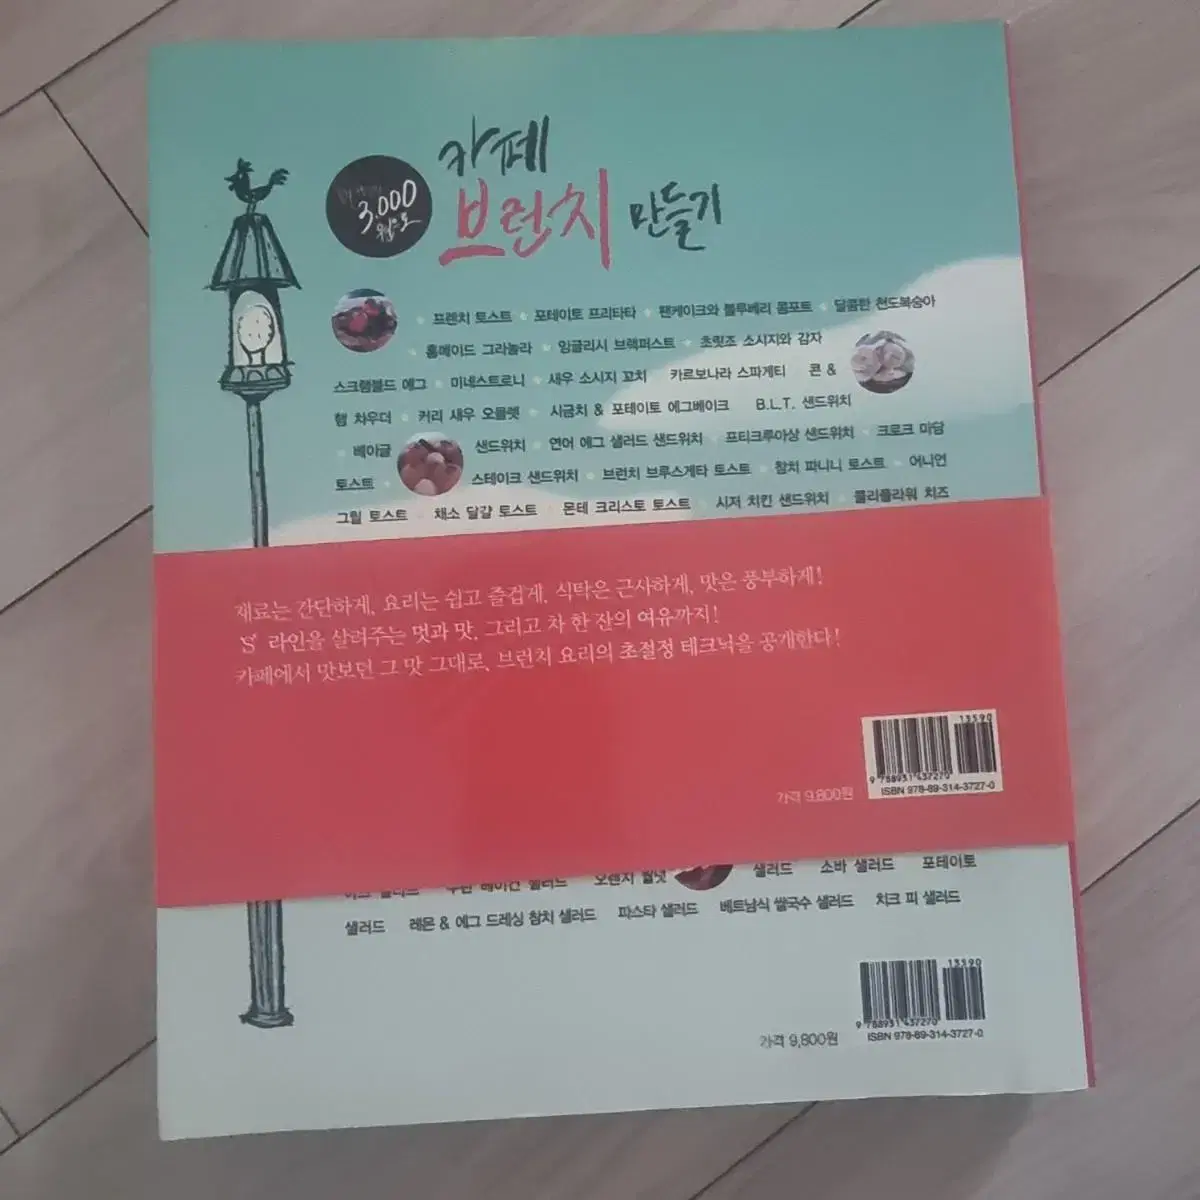 카페
3,000
원으로
브런치 만들기
프렌치 토스트 * 포테이토 프리타타 * 팬케이크와 블루베리 콤포트 * 달콤한 천도복숭아
* 홈메이드 그라놀라 * 잉글리시 브랙퍼스트 * 초릿조 소시지와 감자
스크램블드 에그 * 미네스트로니 * 새우 소시지 꼬치 카르보나라 스파게티 콘 &
햄 차우더 * 커리 새우 오믈렛 * 시금치 & 포테이토 에그베이크 B.L.T. 샌드위치
* 베이글 샌드위치 * 연어 에그 샐러드 샌드위치 * 프티크루아상 샌드위치 * 크로크 마담
토스트 * 스테이크 샌드위치 * 브런치 브루스게타 토스트 * 참치 파니니 토스트 * 어니언
그릴 토스트 * 채소 달걀 토스트 * 몬테 크리스토 토스트 * 시저 치킨 샌드위치 * 콜리플라워 치즈
재료는 간단하게, 요리는 쉽고 즐겁게, 식탁은 근사하게, 맛은 풍부하게!
'S' 라인을 살려주는 멋과 맛, 그리고 차 한 잔의 여유까지!
카페에서 맛보던 그 맛 그대로, 브런치 요리의 초절정 테크닉을 공개한다!
13590
9 788931 437270
가격 9,800원
ISBN 978-89-314-3727-0
베이컨 샐러드 오렌지 월넛 샐러드 소바 샐러드 포테이토
샐러드 레몬 & 에그 드레싱 참치 샐러드 파스타 샐러드 베트남식 쌀국수 샐러드 치크 피 샐러드
13590
9 788931 437270
가격 9,800원
ISBN 978-89-314-3727-0